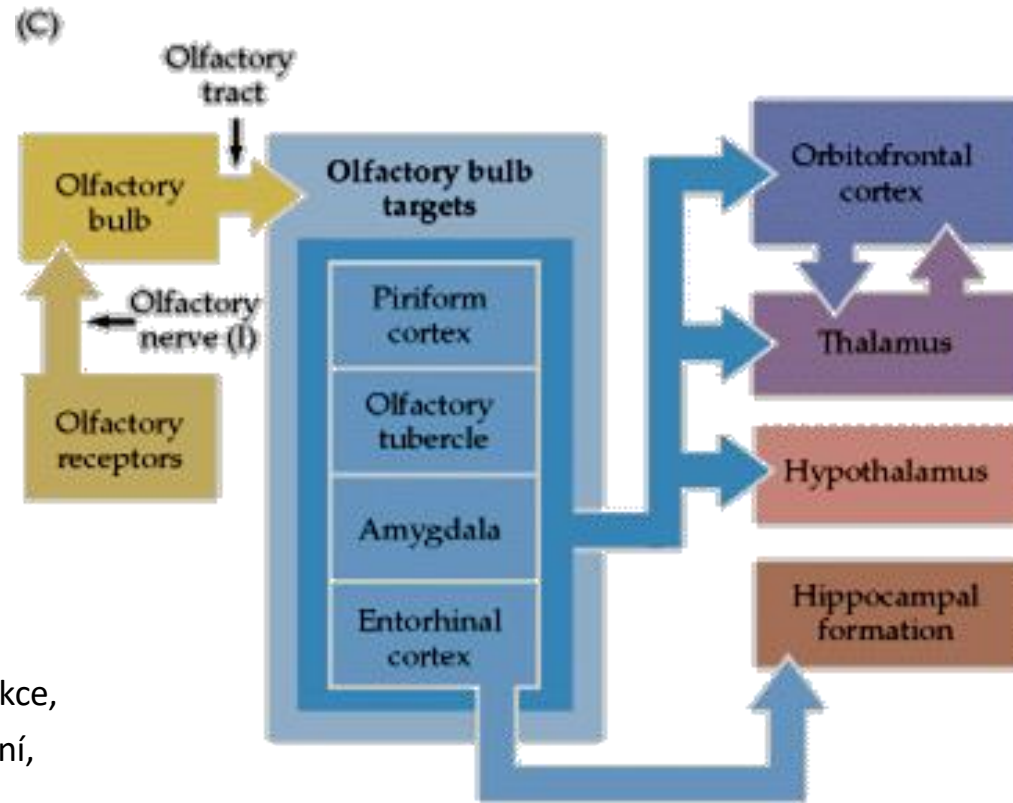 (C)
Olfactory
tract
Olfactory
bulb
Olfactory
nerve (I)
Olfactory
receptors
Olfactory bulb
targets
Piriform
cortex
Olfactory
tubercle
Amygdala
Entorhinal
cortex
Orbitofrontal
cortex
Thalamus
Hypothalamus
Hippocampal
formation
kce,
ní,